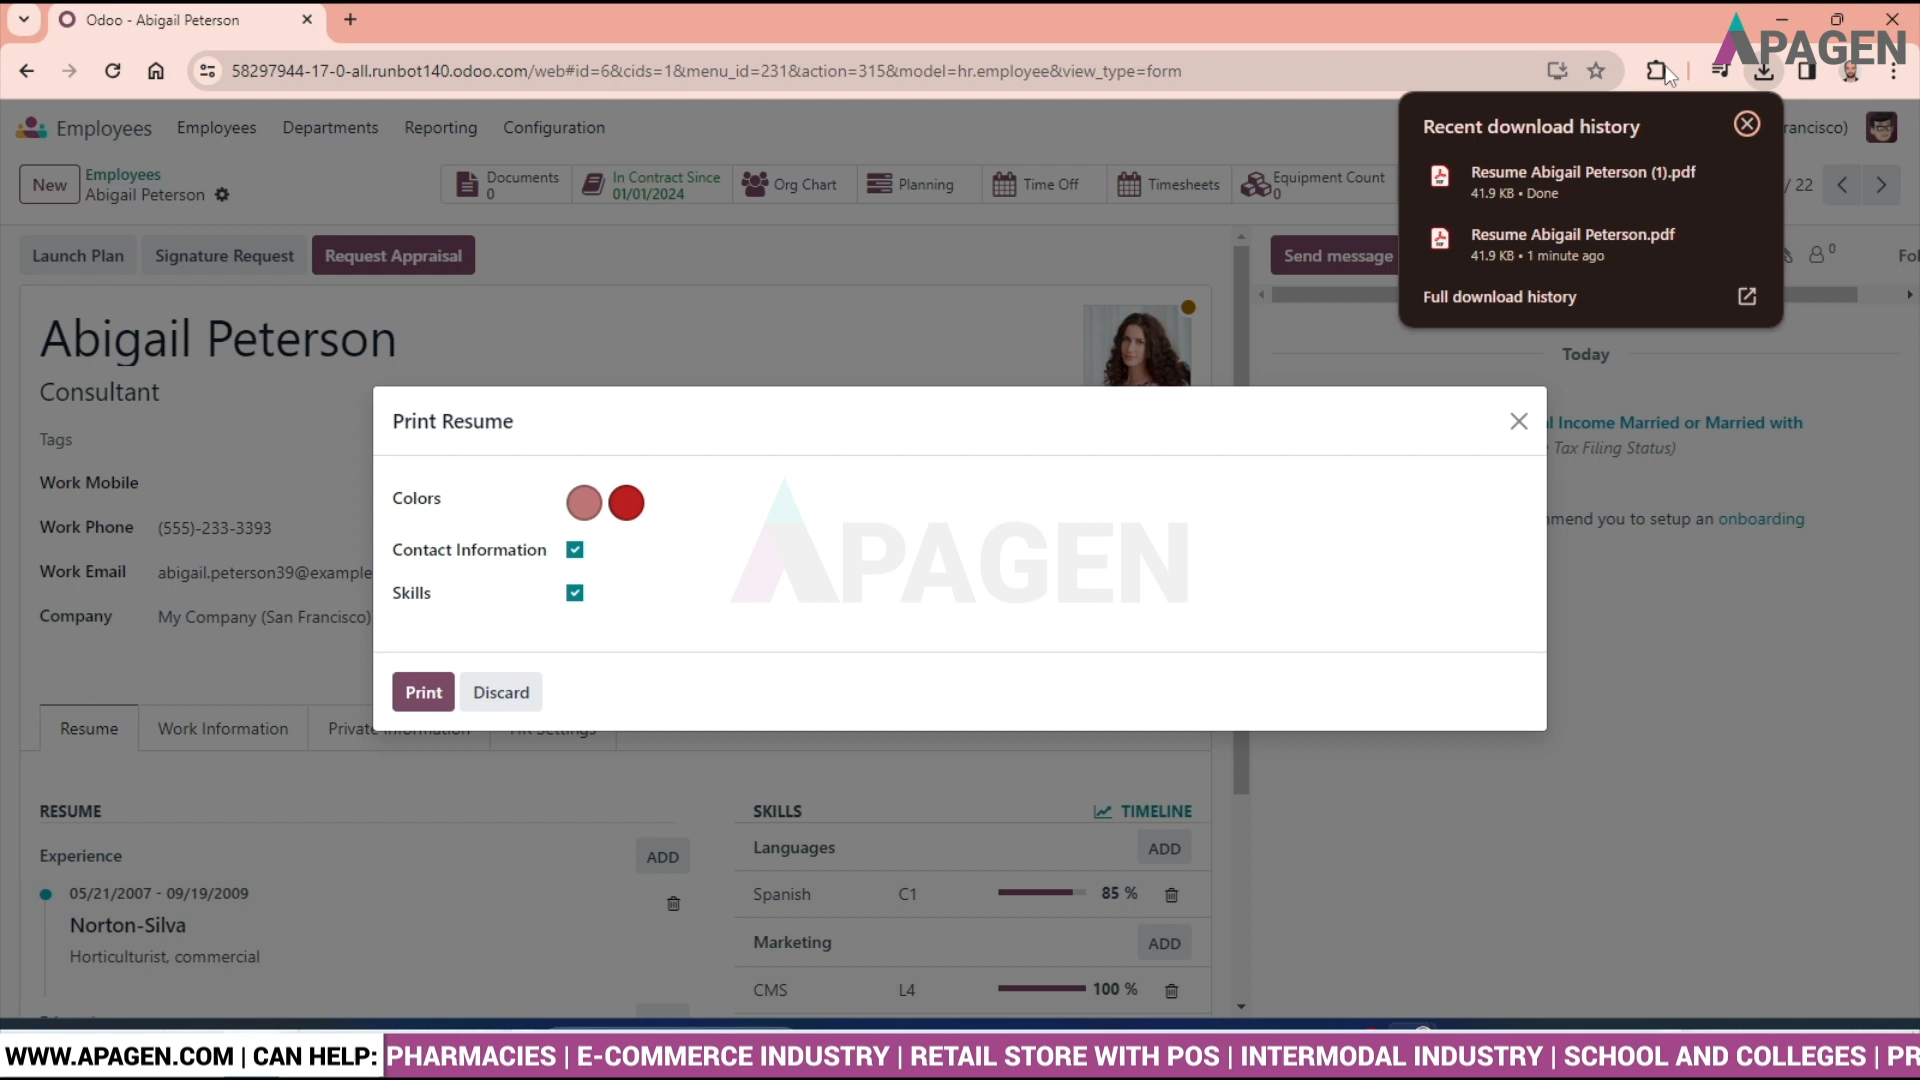 Odoo - Abigail Peterson
58297944-17-0-all.runbot140.odoo.com/web#id=6&cids=1&menu_id=231&action=315&model=hr.employee&view_type=form
APAGEN
Recent download history
Resume Abigail Peterson (1).pdf
41.9 KB • Done
Resume Abigail Peterson.pdf
41.9 KB • 1 minute ago
Full download history
Employees Employees Departments Reporting Configuration
rancisco)
New
Employees
Abigail Peterson
Documents
0
In Contract Since
01/01/2024
Org Chart
Planning
Time Off
Timesheets
Equipment Count
0
/ 22
Launch Plan Signature Request Request Appraisal
Send message
0
Fol
Abigail Peterson
Consultant
Tags
Work Mobile
Work Phone (555)-233-3393
Work Email abigail.peterson39@example
Company My Company (San Francisco)
Today
l Income Married or Married with
Tax Filing Status)
mend you to setup an onboarding
Print Resume
Colors
Contact Information
Skills
APAGEN
Print Discard
Resume Work Information Private Information HR Settings
RESUME
Experience ADD
05/21/2007 - 09/19/2009
Norton-Silva
Horticulturist, commercial
SKILLS TIMELINE
Languages ADD
Spanish C1 85 %
Marketing ADD
CMS L4 100 %
WWW.APAGEN.COM | CAN HELP: PHARMACIES | E-COMMERCE INDUSTRY | RETAIL STORE WITH POS | INTERMODAL INDUSTRY | SCHOOL AND COLLEGES | PR